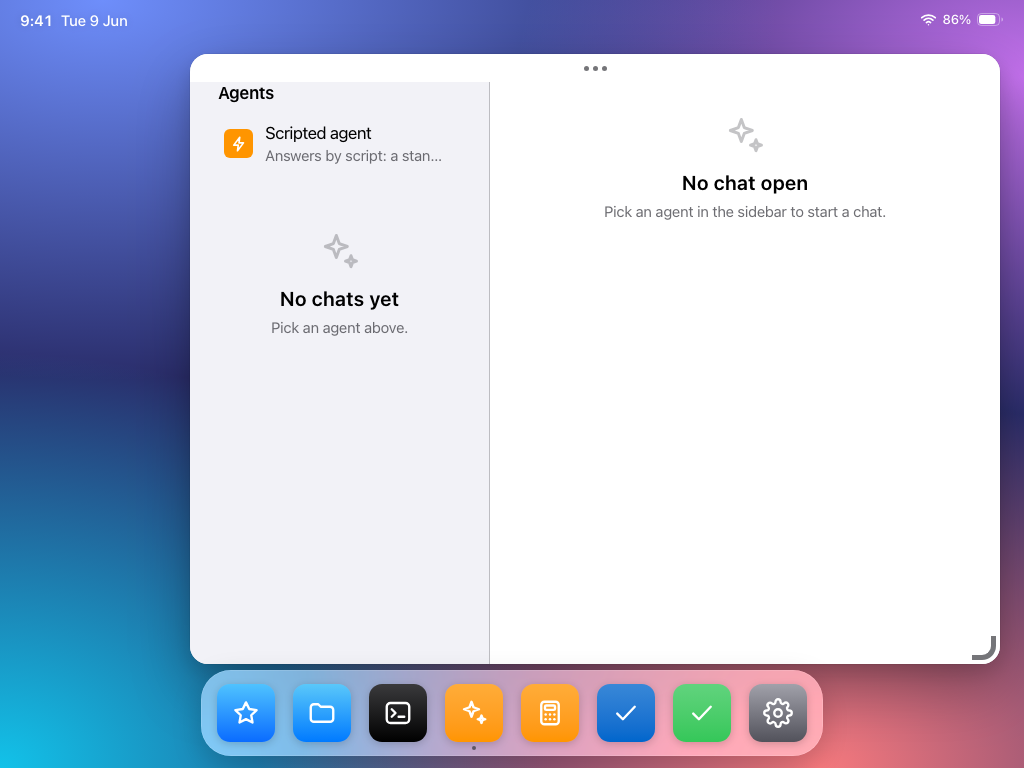 9:41 Tue 9 Jun
86%
Agents
Scripted agent
Answers by script: a stan...
No chats yet
Pick an agent above.
No chat open
Pick an agent in the sidebar to start a chat.